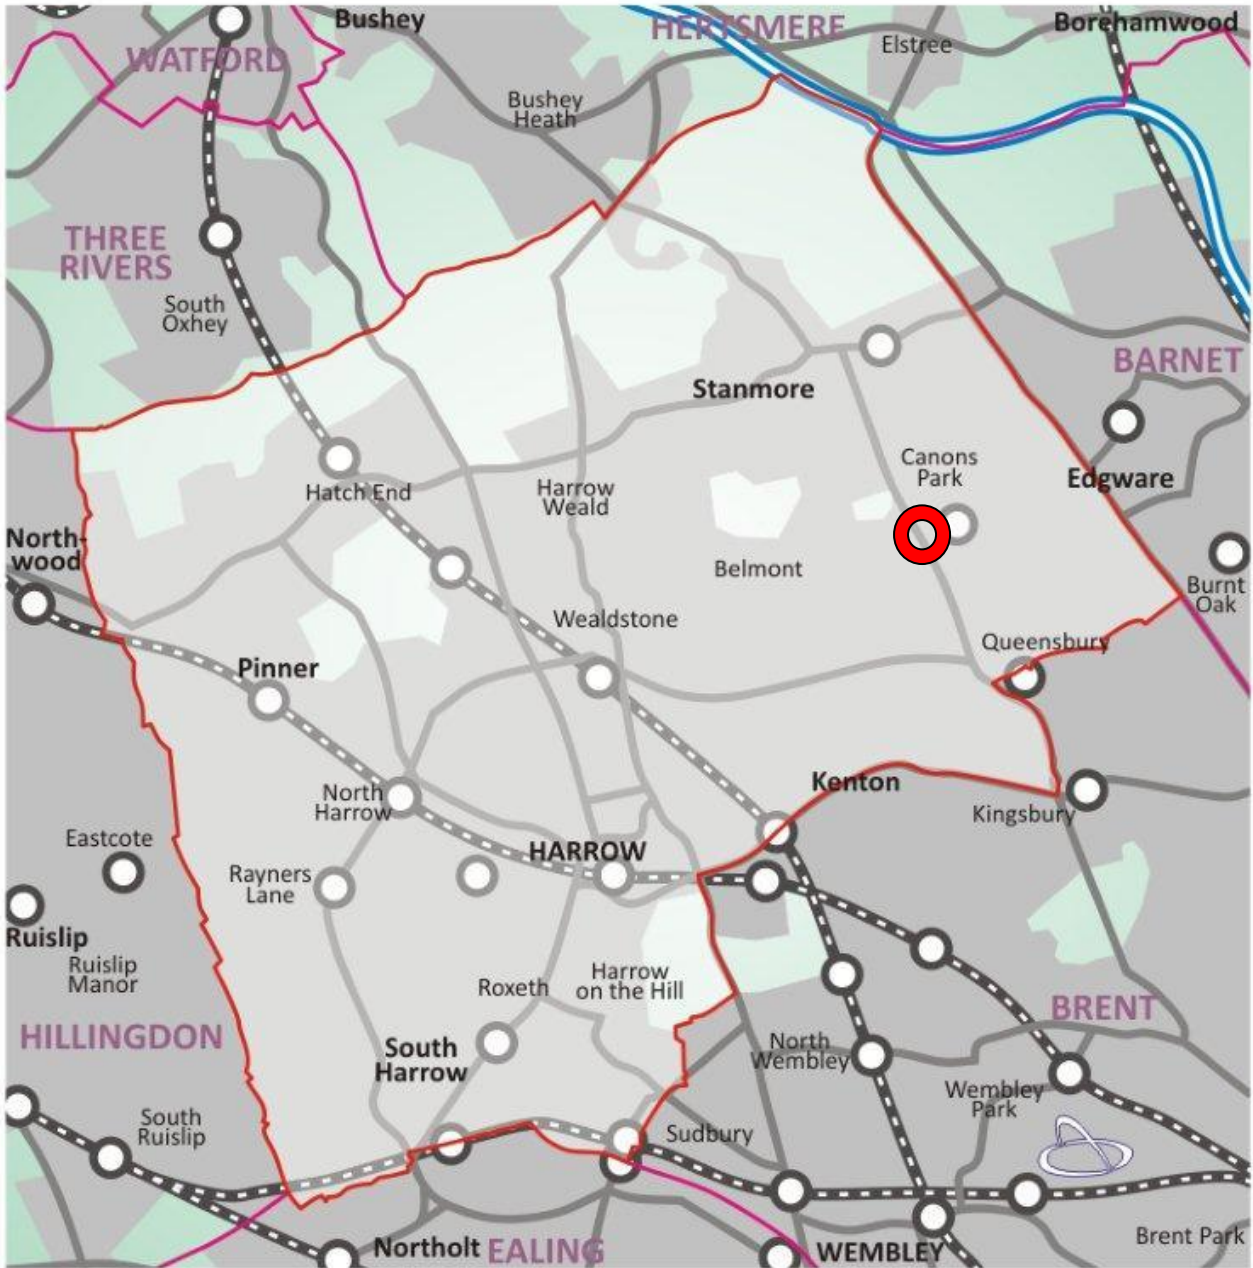 Bushey
HERTSMERE
Borehamwood
Elstree
WATFORD
Bushey
Heath
THREE
RIVERS
South
Oxhey
BARNET
Stanmore
Canons
Park
Edgware
Hatch End
Harrow
Weald
North-
wood
Belmont
Burnt
Oak
Wealdstone
Queensbury
Pinner
Kenton
North
Harrow
Kingsbury
Eastcote
HARROW
Rayners
Lane
Ruislip
Ruislip
Manor
Roxeth
Harrow
on the Hill
BRENT
HILLINGDON
South
Harrow
North
Wembley
Wembley
Park
South
Ruislip
Sudbury
Northolt
EALING
WEMBLEY
Brent Park